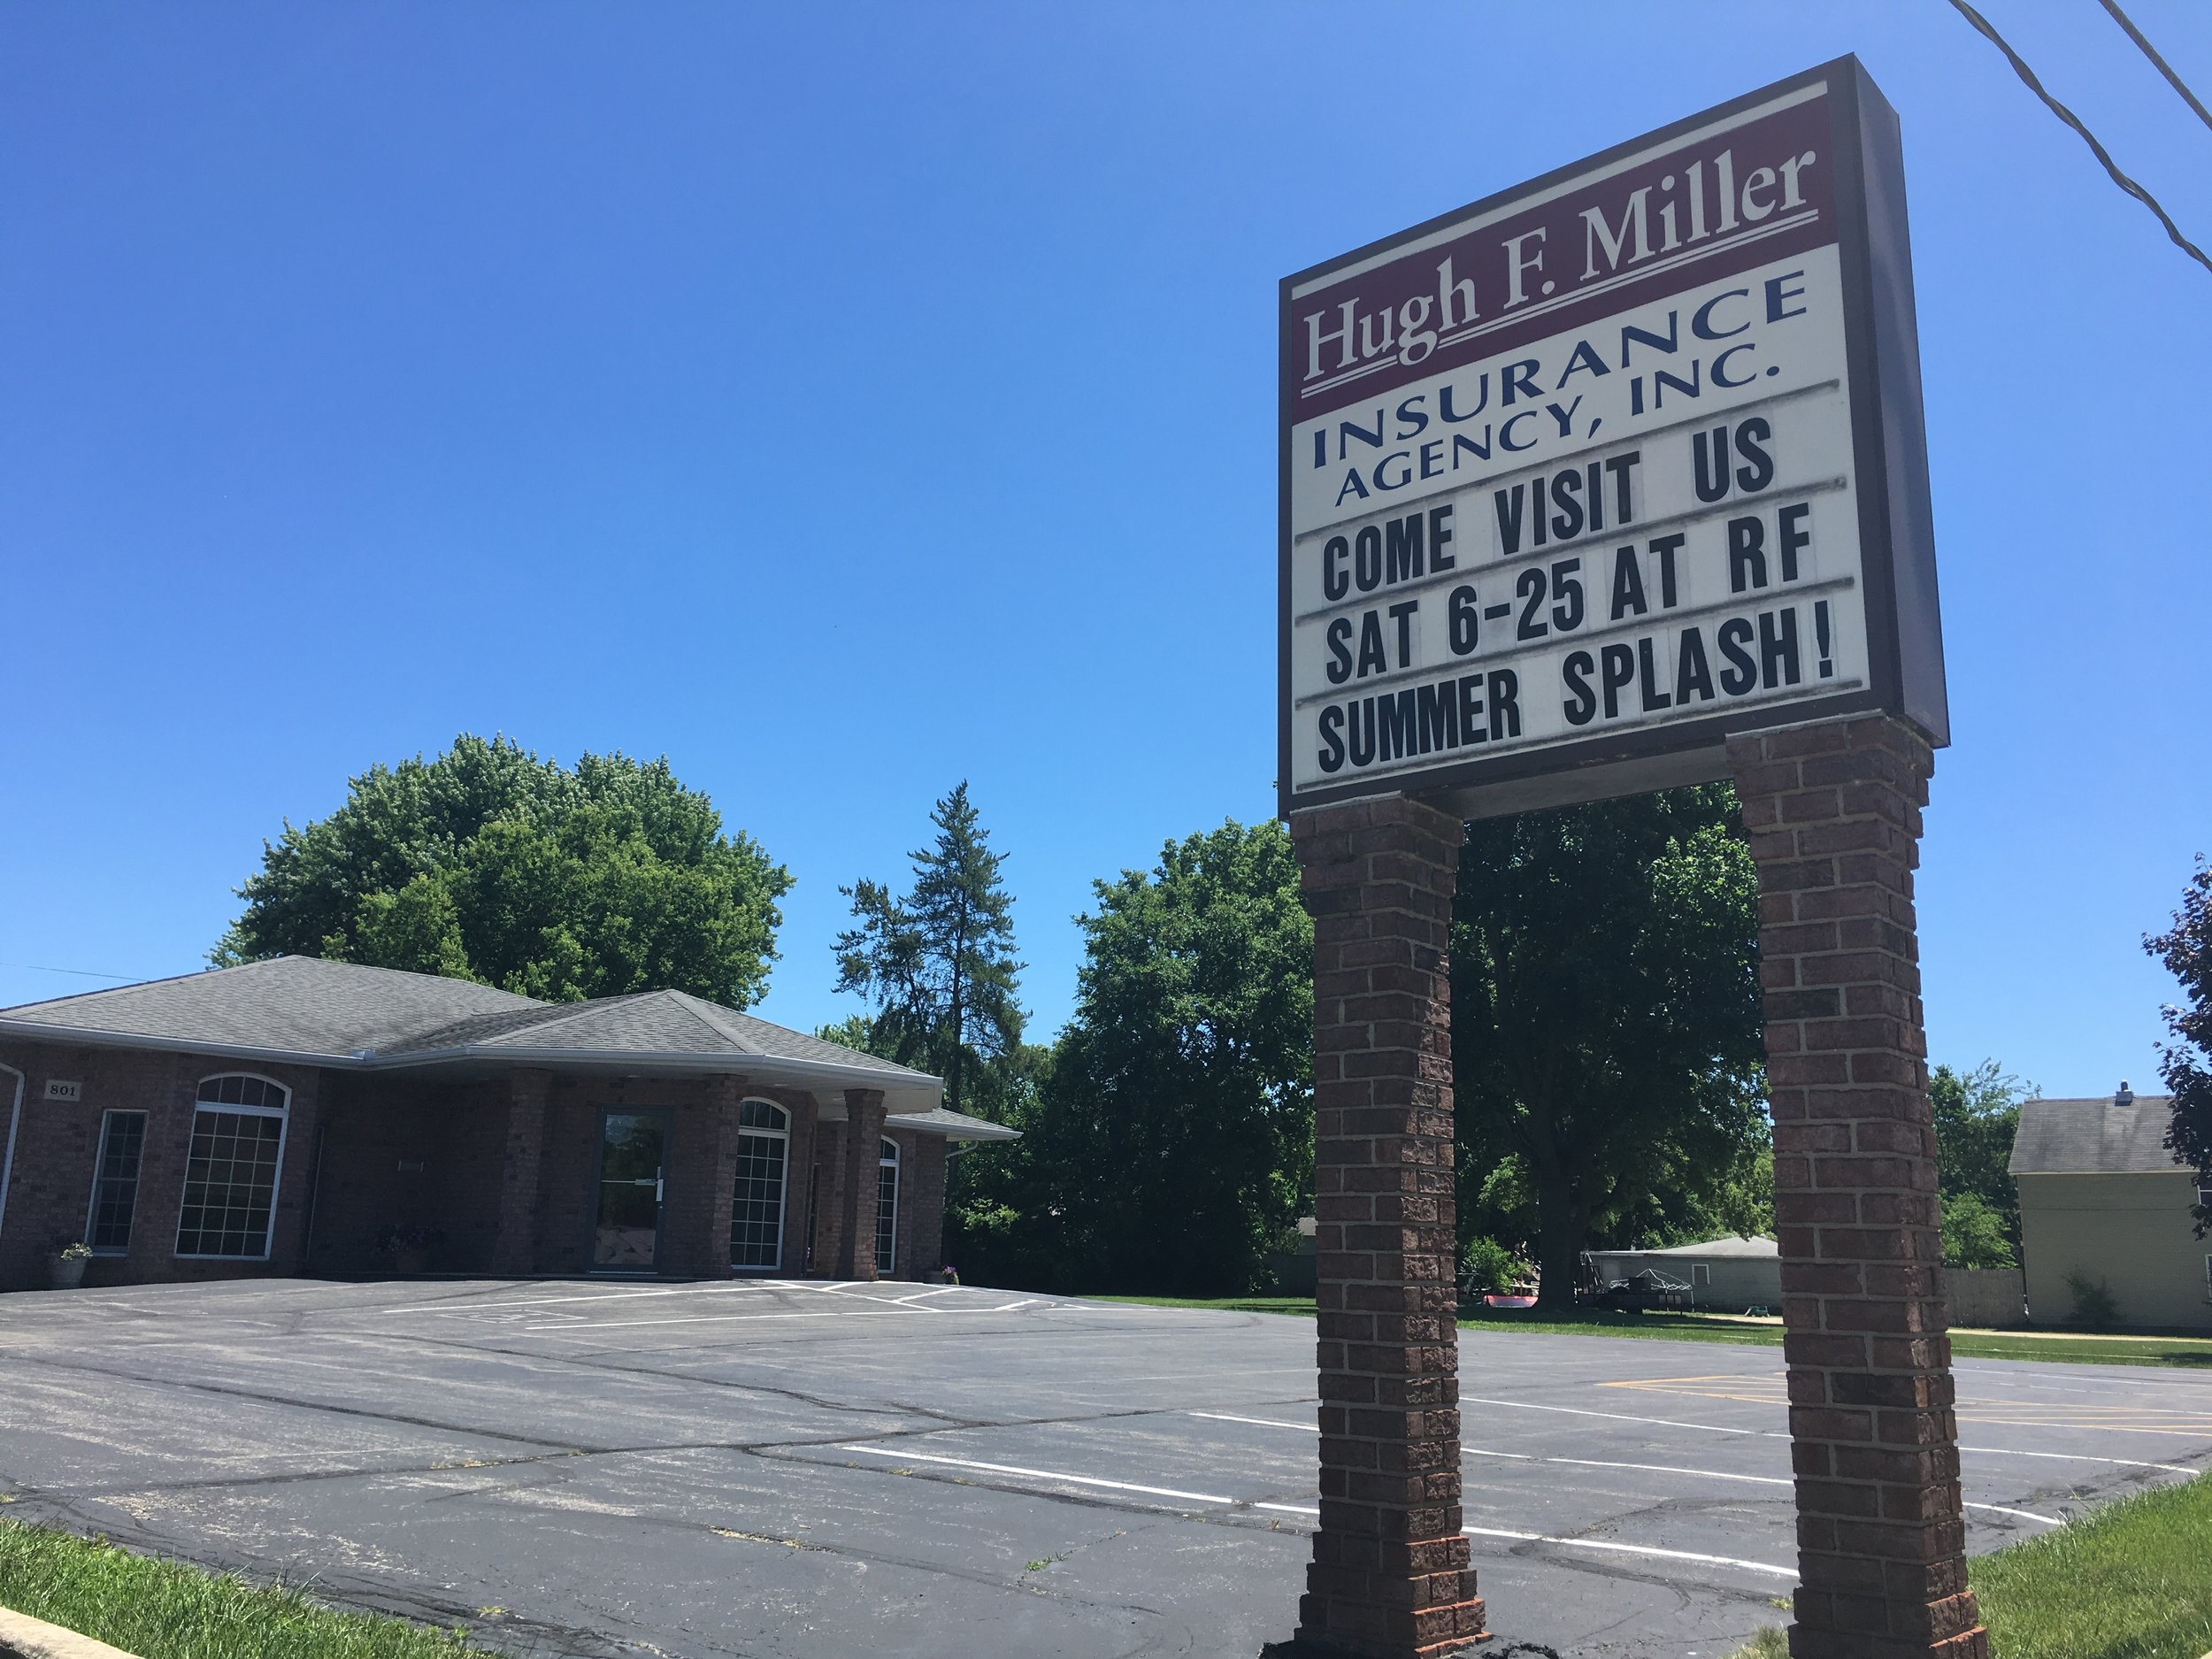 Hugh F. Miller
INSURANCE
AGENCY, INC.
COME VISIT US
SAT 6-25 AT RF
SUMMER SPLASH!
801